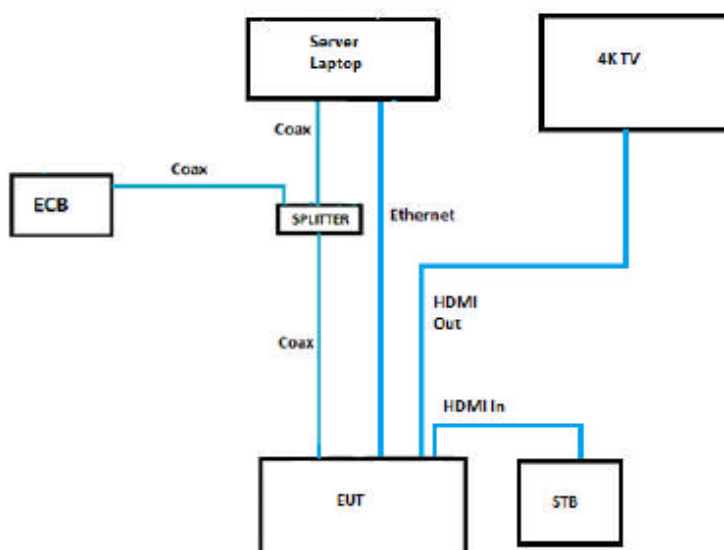 Server
Laptop
4K TV
Coax
Coax
ECB
SPLITTER
Ethernet
HDMI
Out
Coax
HDMI In
EUT
STB